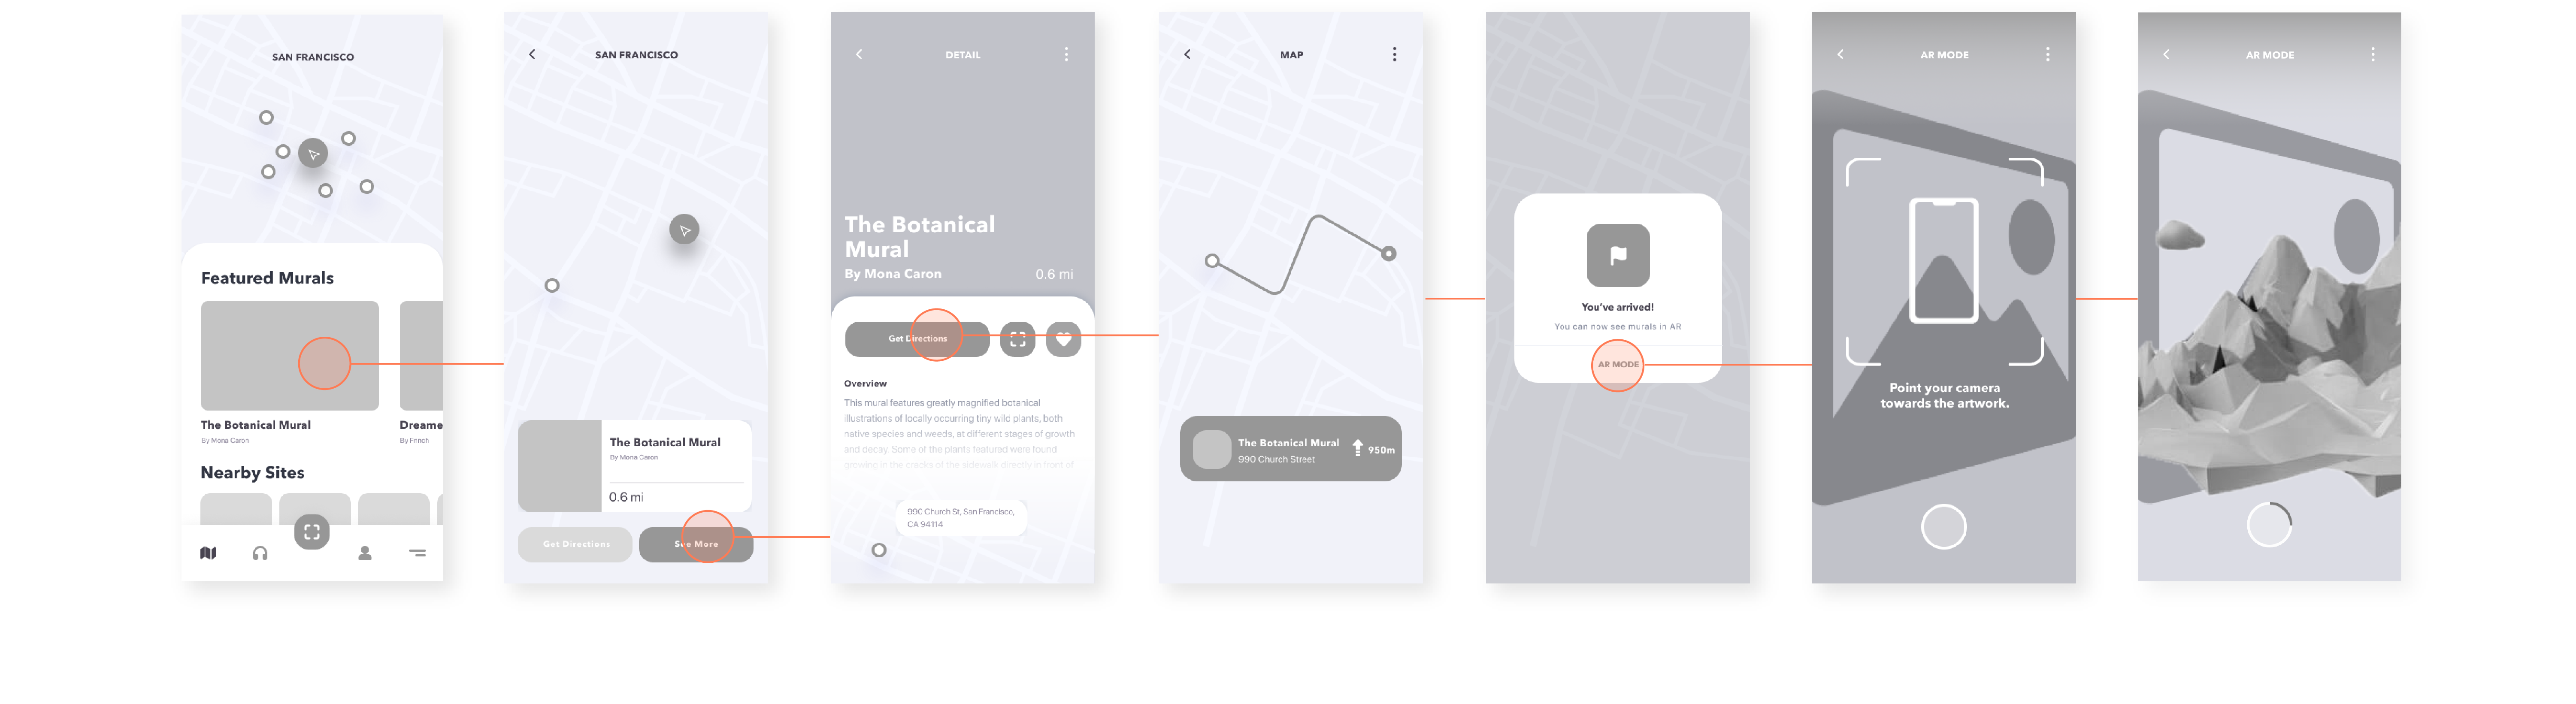 SAN FRANCISCO
Featured Murals
The Botanical Mural
By Mona Caron
Dreame
By Fnnch
Nearby Sites
SAN FRANCISCO
The Botanical Mural
By Mona Caron
0.6 mi
Get Directions
See More
DETAIL
The Botanical
Mural
By Mona Caron
0.6 mi
Get Directions
Overview
This mural features greatly magnified botanical
illustrations of locally occurring tiny wild plants, both
native species and weeds, at different stages of growth
and decay. Some of the plants featured were found
growing in the cracks of the sidewalk directly in front of
990 Church St, San Francisco,
CA 94114
MAP
The Botanical Mural
990 Church Street
950m
You've arrived!
You can now see murals in AR
AR MODE
AR MODE
Point your camera
towards the artwork.
AR MODE